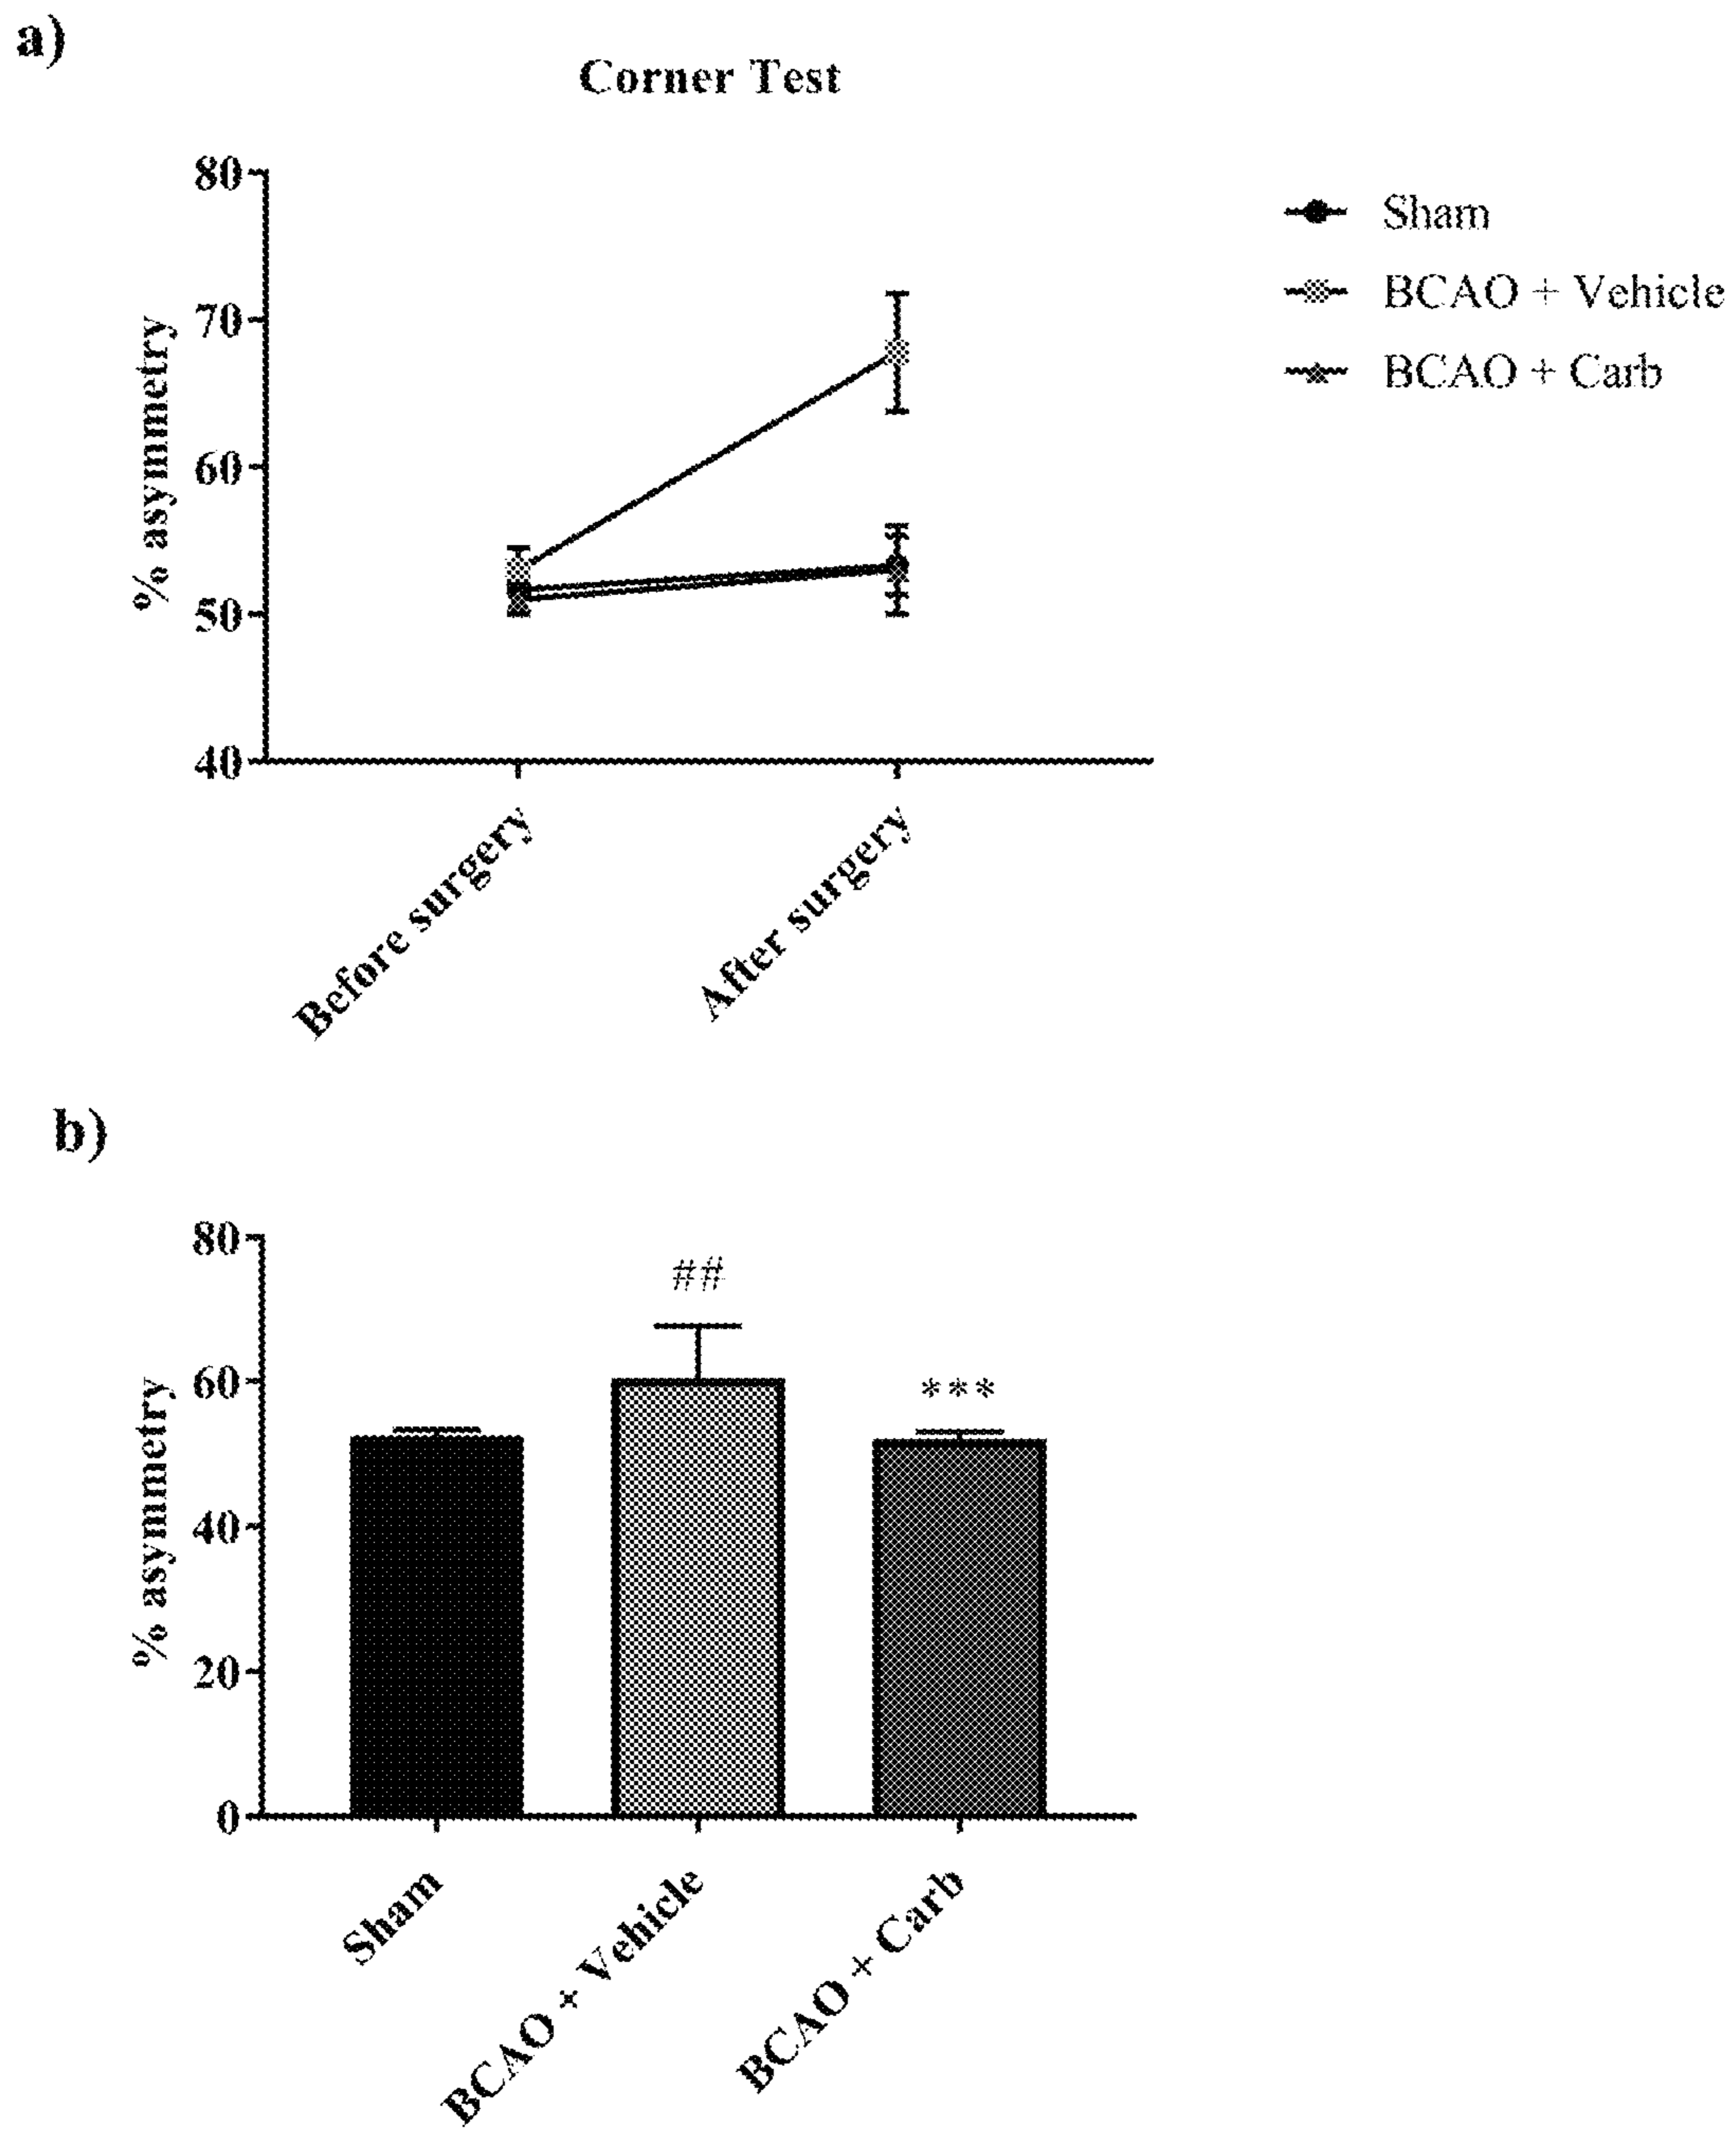 a)
Corner Test
80
70
60
50
40
% asymmetry
Before surgery
After surgery
Sham
BCAO + Vehicle
BCAO + Carb
b)
80
60
40
20
0
% asymmetry
##
***
Sham
BCAO + Vehicle
BCAO + Carb